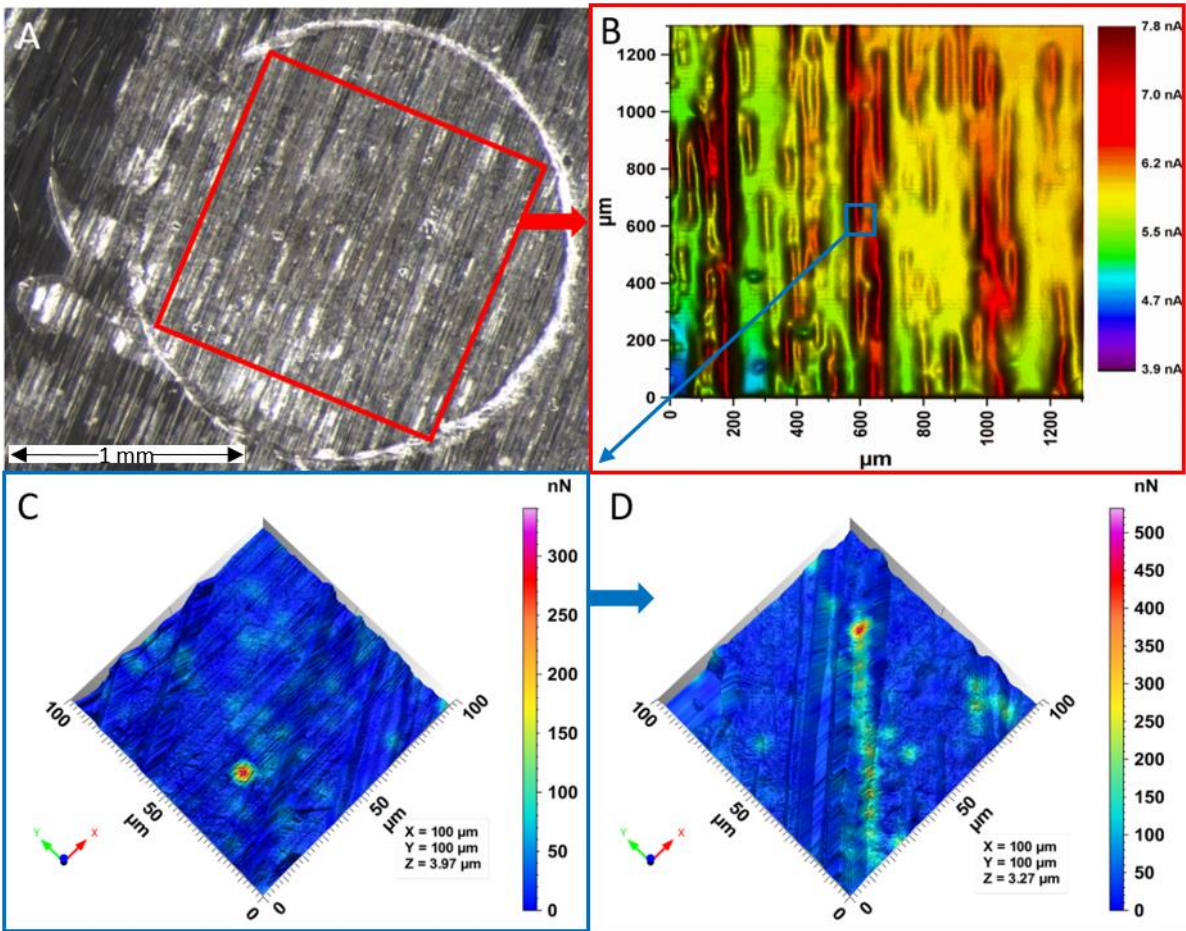 A
1 mm
B
µm
1200
1000
800
600
400
200
0
0
200
400
600
800
1000
1200
µm
7.8 nA
7.0 nA
6.2 nA
5.5 nA
4.7 nA
3.9 nA
C
nN
300
250
200
150
100
50
0
100
50
µm
0
0
50
µm
100
Y
X
X = 100 µm
Y = 100 µm
Z = 3.97 µm
D
nN
500
450
400
350
300
250
200
150
100
50
0
100
50
µm
0
0
50
µm
100
Y
X
X = 100 µm
Y = 100 µm
Z = 3.27 µm